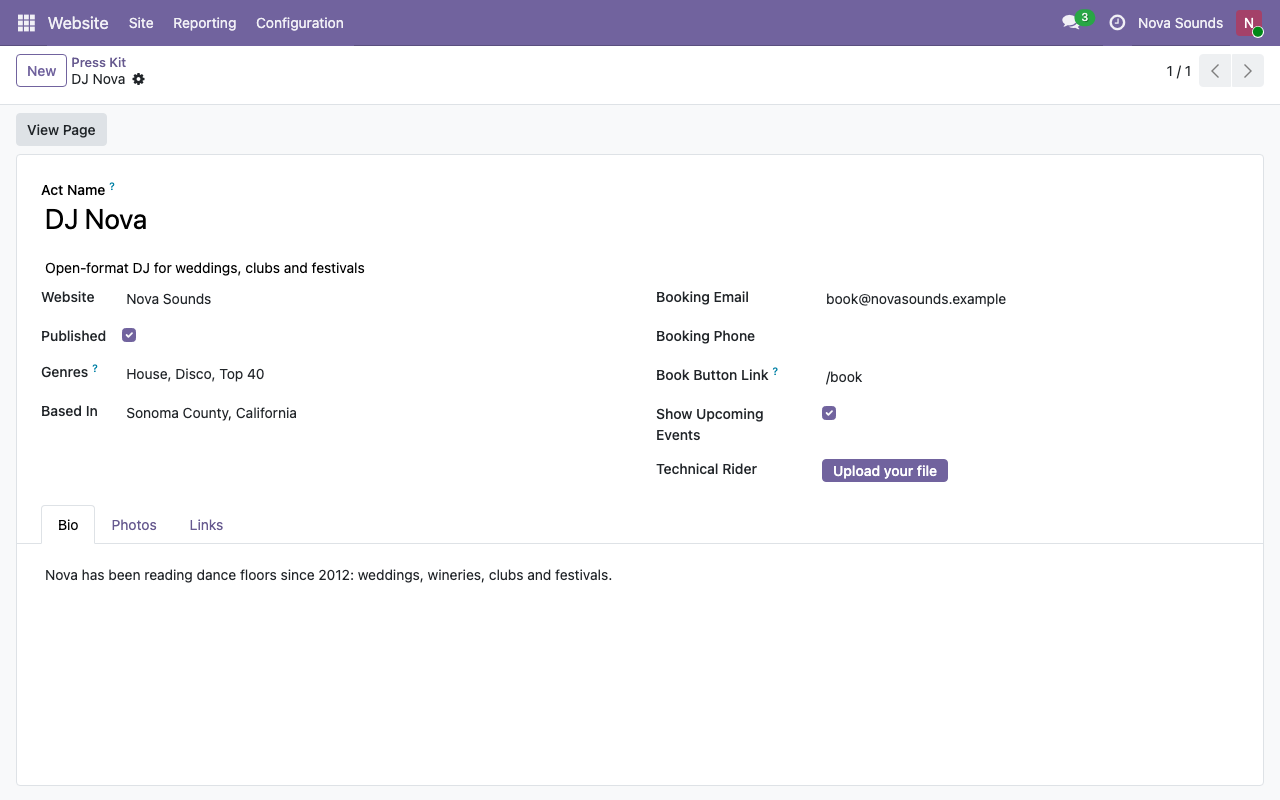 Website Site Reporting Configuration 3 Nova Sounds N
New Press Kit
DJ Nova
1 / 1
View Page
Act Name ?
DJ Nova
Open-format DJ for weddings, clubs and festivals
Website Nova Sounds
Published
Genres ? House, Disco, Top 40
Based In Sonoma County, California
Booking Email book@novasounds.example
Booking Phone
Book Button Link ? /book
Show Upcoming
Events
Technical Rider Upload your file
Bio Photos Links
Nova has been reading dance floors since 2012: weddings, wineries, clubs and festivals.